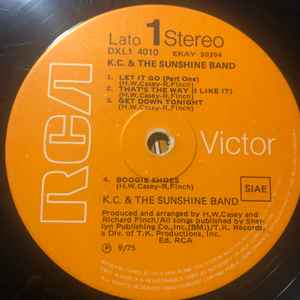 Lato 1 Stereo
DXL1 4010
EKAY 30204
K.C. & THE SUNSHINE BAND
1. LET IT GO (Part One)
(H.W.Casey-R.Finch)
2. THAT'S THE WAY (I LIKE IT)
(H.W.Casey-R.Finch)
3. GET DOWN TONIGHT
(H.W.Casey-R.Finch)
RCA
Victor
4. BOOGIE SHOES
(H.W.Casey-R.Finch)
SIAE
K.C. & THE SUNSHINE BAND
Produced and arranged by H.W.Casey and
Richard Finch/All songs published by Sher-
lyn Publishing Co., Inc.(BMI)/T.K. Records,
a Div. of T.K. Productions, Inc.
Ed. RCA
℗ 9/75